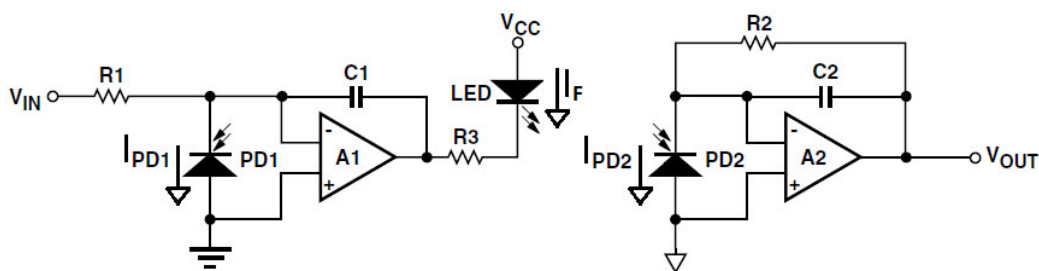 VCC
R2
R1
C1
C2
VIN
LED
IF
-
-
IPD1
PD1
A1
R3
IPD2
PD2
A2
VOUT
+
+